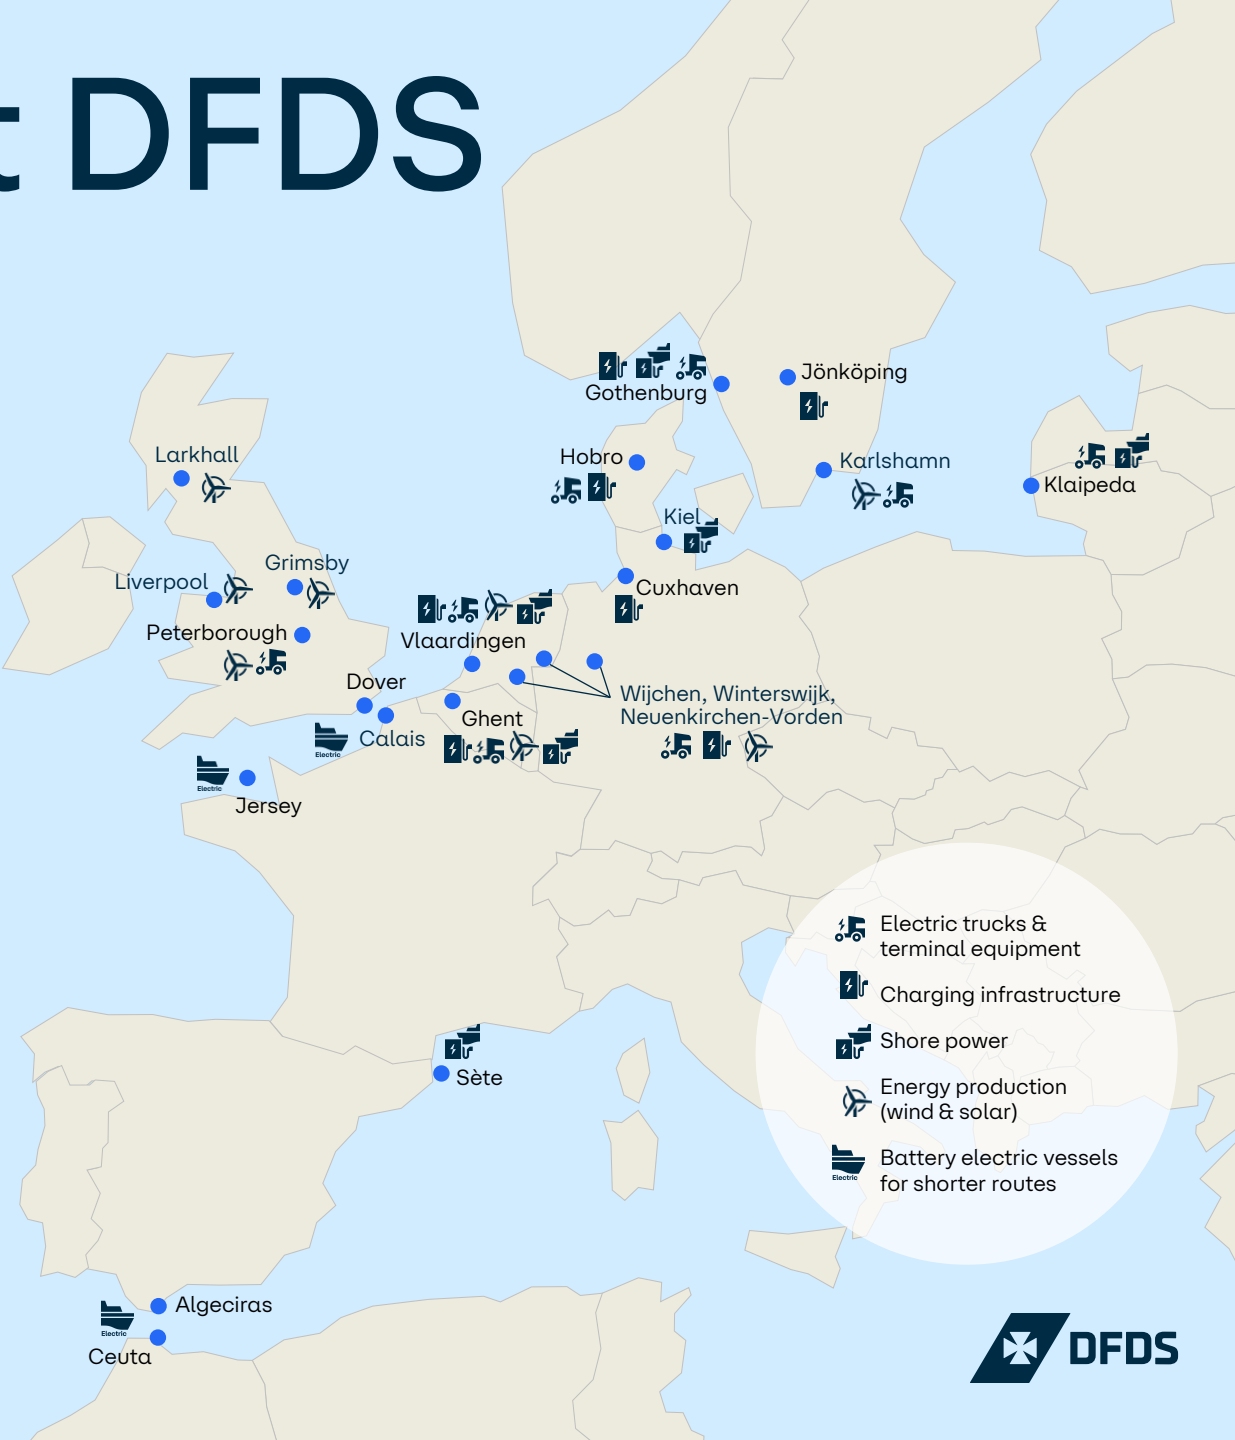 t DFDS
Gothenburg
Jönköping
Larkhall
Hobro
Karlshamn
Klaipeda
Kiel
Grimsby
Liverpool
Cuxhaven
Peterborough
Vlaardingen
Dover
Wijchen, Winterswijk,
Neuenkirchen-Vorden
Ghent
Calais
Electric
Electric
Jersey
Electric trucks &
terminal equipment
Charging infrastructure
Shore power
Energy production
(wind & solar)
Battery electric vessels
for shorter routes
Electric
Sète
Algeciras
Electric
Ceuta
DFDS